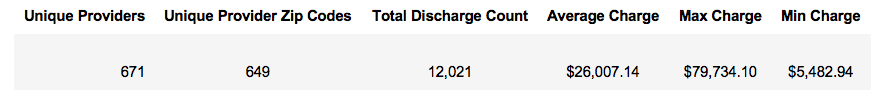 Unique Providers Unique Provider Zip Codes Total Discharge Count Average Charge Max Charge Min Charge
671 649 12,021 $26,007.14 $79,734.10 $5,482.94